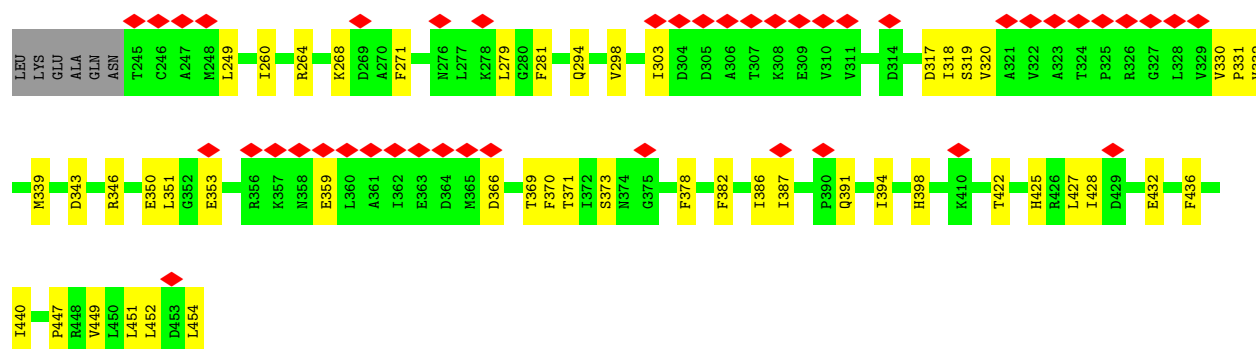 LEU LYS GLU ALA GLN ASN T245 C246 A247 M248 L249 I260 R264 K268 D269 A270 F271 N276 L277 K278 L279 G280 F281 Q294 V298 I303 D304 D305 A306 T307 K308 E309 V310 V311 D314 D317 I318 S319 V320 A321 V322 A323 T324 P325 R326 G327 L328 V329 V330 P331
M339 D343 R346 E350 L351 G352 E353 R356 K357 N358 E359 L360 A361 I362 E363 D364 M365 D366 T369 F370 T371 I372 S373 N374 G375 F378 F382 I386 I387 P390 Q391 I394 H398 K410 T422 H425 R426 L427 I428 D429 E432 F436
I440 P447 R448 V449 L450 L451 L452 D453 L454